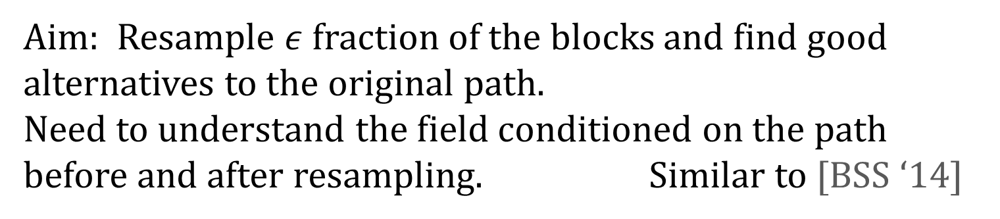 Aim:  Resample ϵ fraction of the blocks and find good
alternatives to the original path.
Need to understand the field conditioned on the path
before and after resampling. Similar to [BSS ‘14]